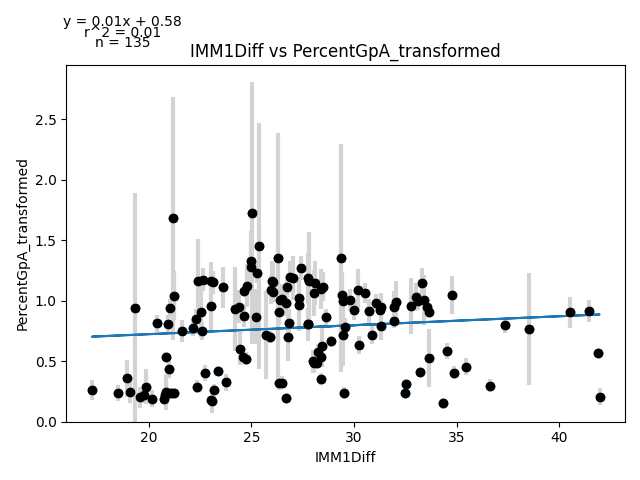 y = 0.01x + 0.58
r^2 = 0.01
n = 135
IMM1Diff vs PercentGpA_transformed
PercentGpA_transformed
2.5
2.0
1.5
1.0
0.5
0.0
20 25 30 35 40
IMM1Diff